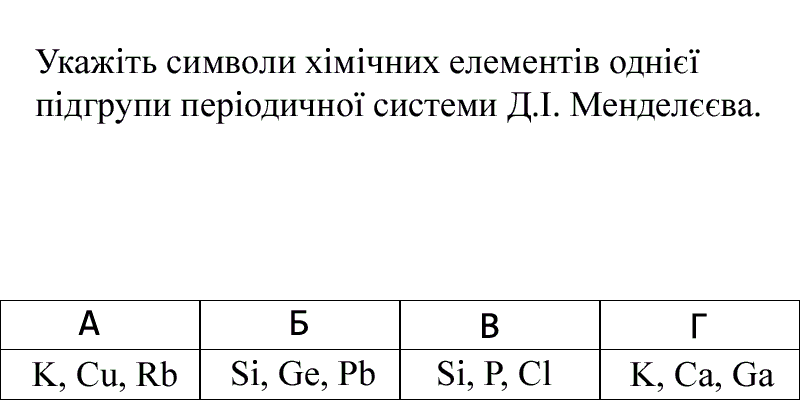 Укажіть символи хімічних елементів однієї
підгрупи періодичної системи Д.І. Менделєєва.
А Б В Г
K, Cu, Rb Si, Ge, Pb Si, P, Cl K, Ca, Ga